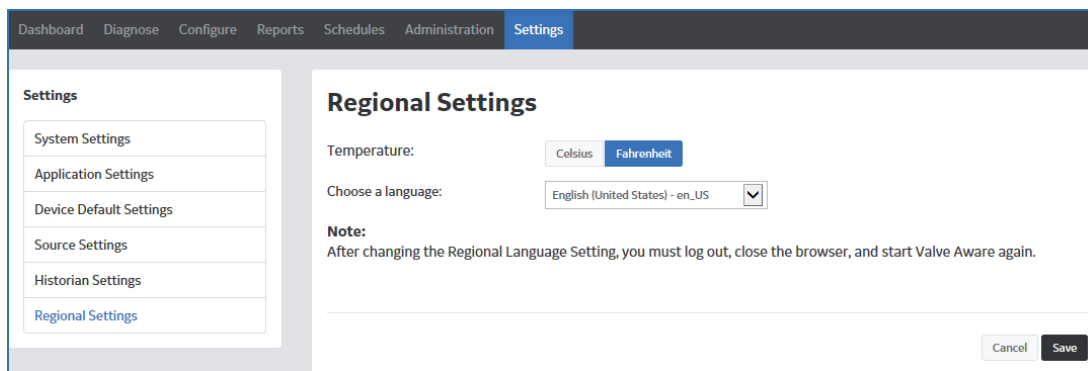 Dashboard Diagnose Configure Reports Schedules Administration Settings
Settings
System Settings
Application Settings
Device Default Settings
Source Settings
Historian Settings
Regional Settings
Regional Settings
Temperature:
Celsius Fahrenheit
Choose a language:
English (United States) - en_US
Note:
After changing the Regional Language Setting, you must log out, close the browser, and start Valve Aware again.
Cancel Save